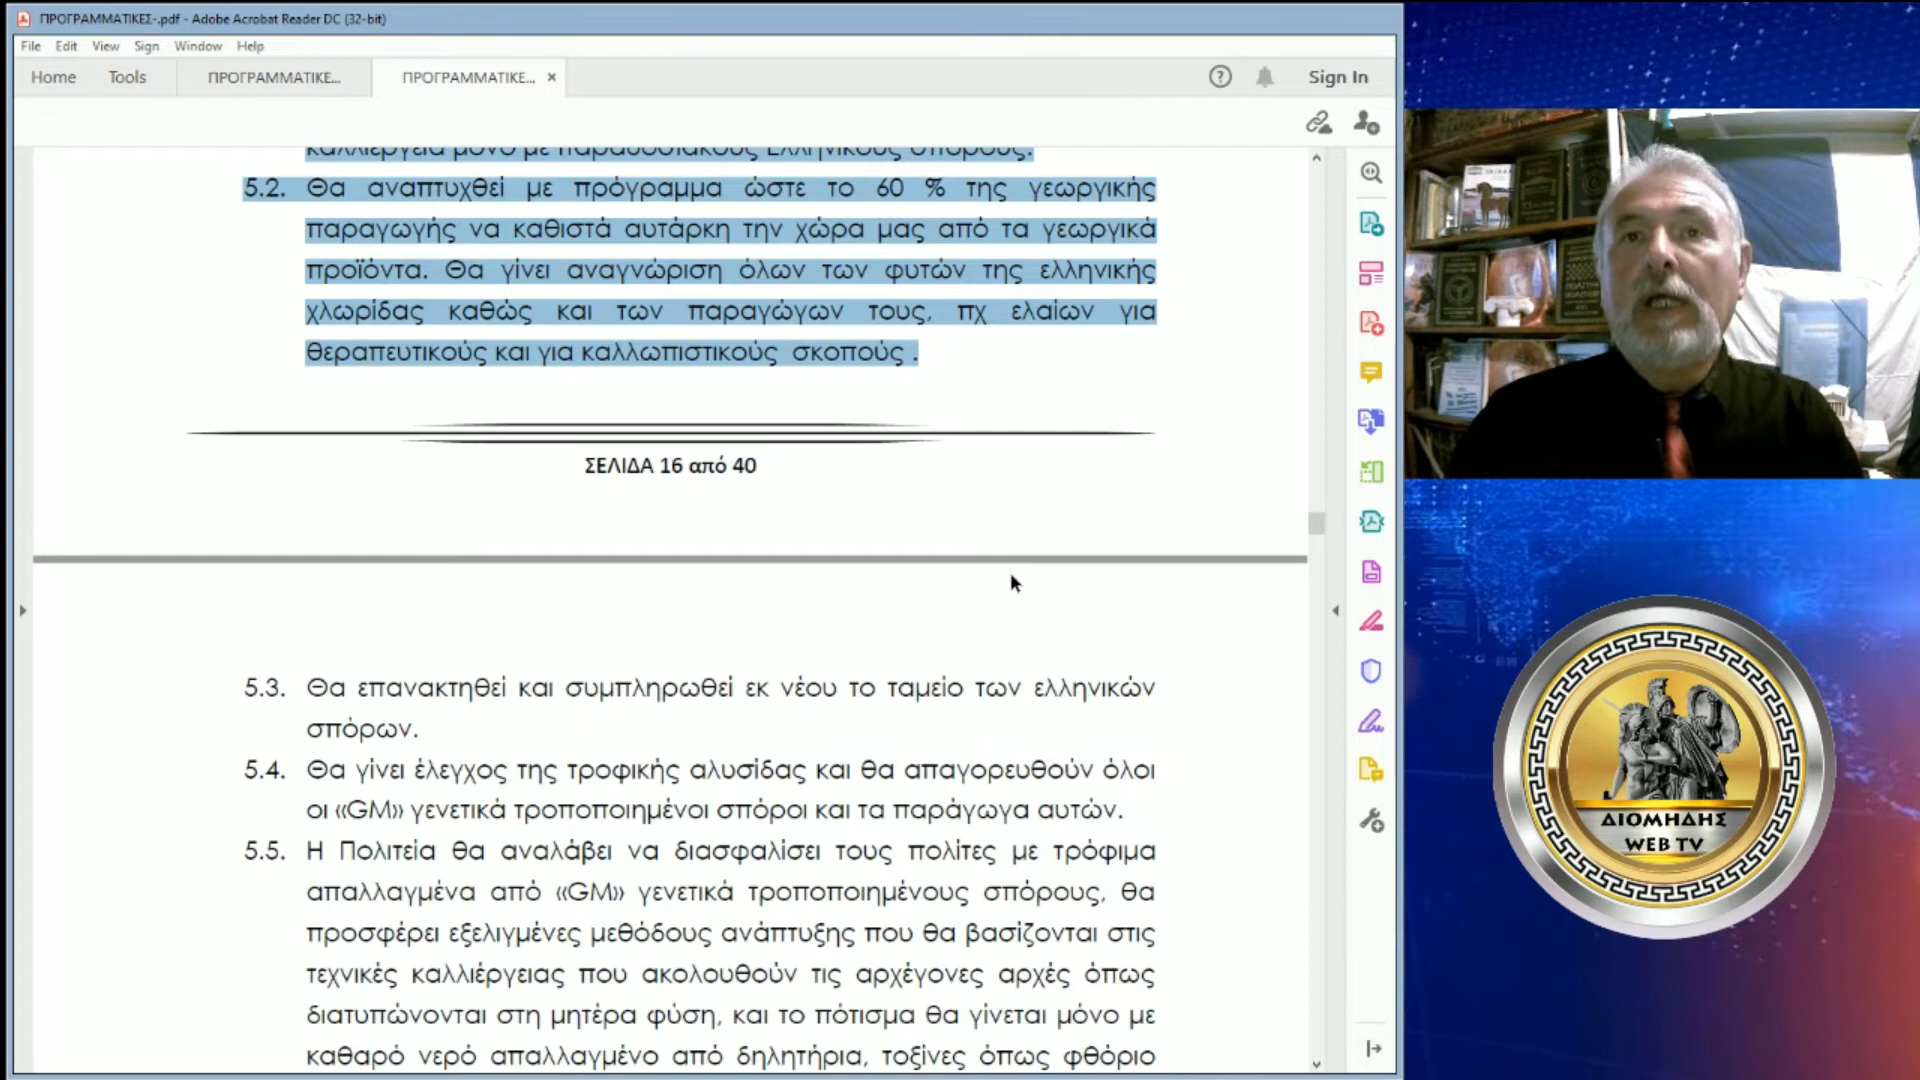 ΠΡΟΓΡΑΜΜΑΤΙΚΕΣ-.pdf - Adobe Acrobat Reader DC (32-bit)
File Edit View Sign Window Help
Home Tools ΠΡΟΓΡΑΜΜΑΤΙΚΕ... ΠΡΟΓΡΑΜΜΑΤΙΚΕ... × Sign In
καλλιέργεια μόνο με παραδοσιακούς Ελληνικούς σπόρους.
5.2. Θα αναπτυχθεί με πρόγραμμα ώστε το 60 % της γεωργικής
παραγωγής να καθιστά αυτάρκη την χώρα μας από τα γεωργικά
προϊόντα. Θα γίνει αναγνώριση όλων των φυτών της ελληνικής
χλωρίδας καθώς και των παραγώγων τους, πχ ελαίων για
θεραπευτικούς και για καλλωπιστικούς σκοπούς .
ΣΕΛΙΔΑ 16 από 40
5.3. Θα επανακτηθεί και συμπληρωθεί εκ νέου το ταμείο των ελληνικών
σπόρων.
5.4. Θα γίνει έλεγχος της τροφικής αλυσίδας και θα απαγορευθούν όλοι
οι «GM» γενετικά τροποποιημένοι σπόροι και τα παράγωγα αυτών.
5.5. Η Πολιτεία θα αναλάβει να διασφαλίσει τους πολίτες με τρόφιμα
απαλλαγμένα από «GM» γενετικά τροποποιημένους σπόρους, θα
προσφέρει εξελιγμένες μεθόδους ανάπτυξης που θα βασίζονται στις
τεχνικές καλλιέργειας που ακολουθούν τις αρχέγονες αρχές όπως
διατυπώνονται στη μητέρα φύση, και το πότισμα θα γίνεται μόνο με
καθαρό νερό απαλλαγμένο από δηλητήρια, τοξίνες όπως φθόριο
ΔΙΟΜΗΔΗΣ
WEB TV